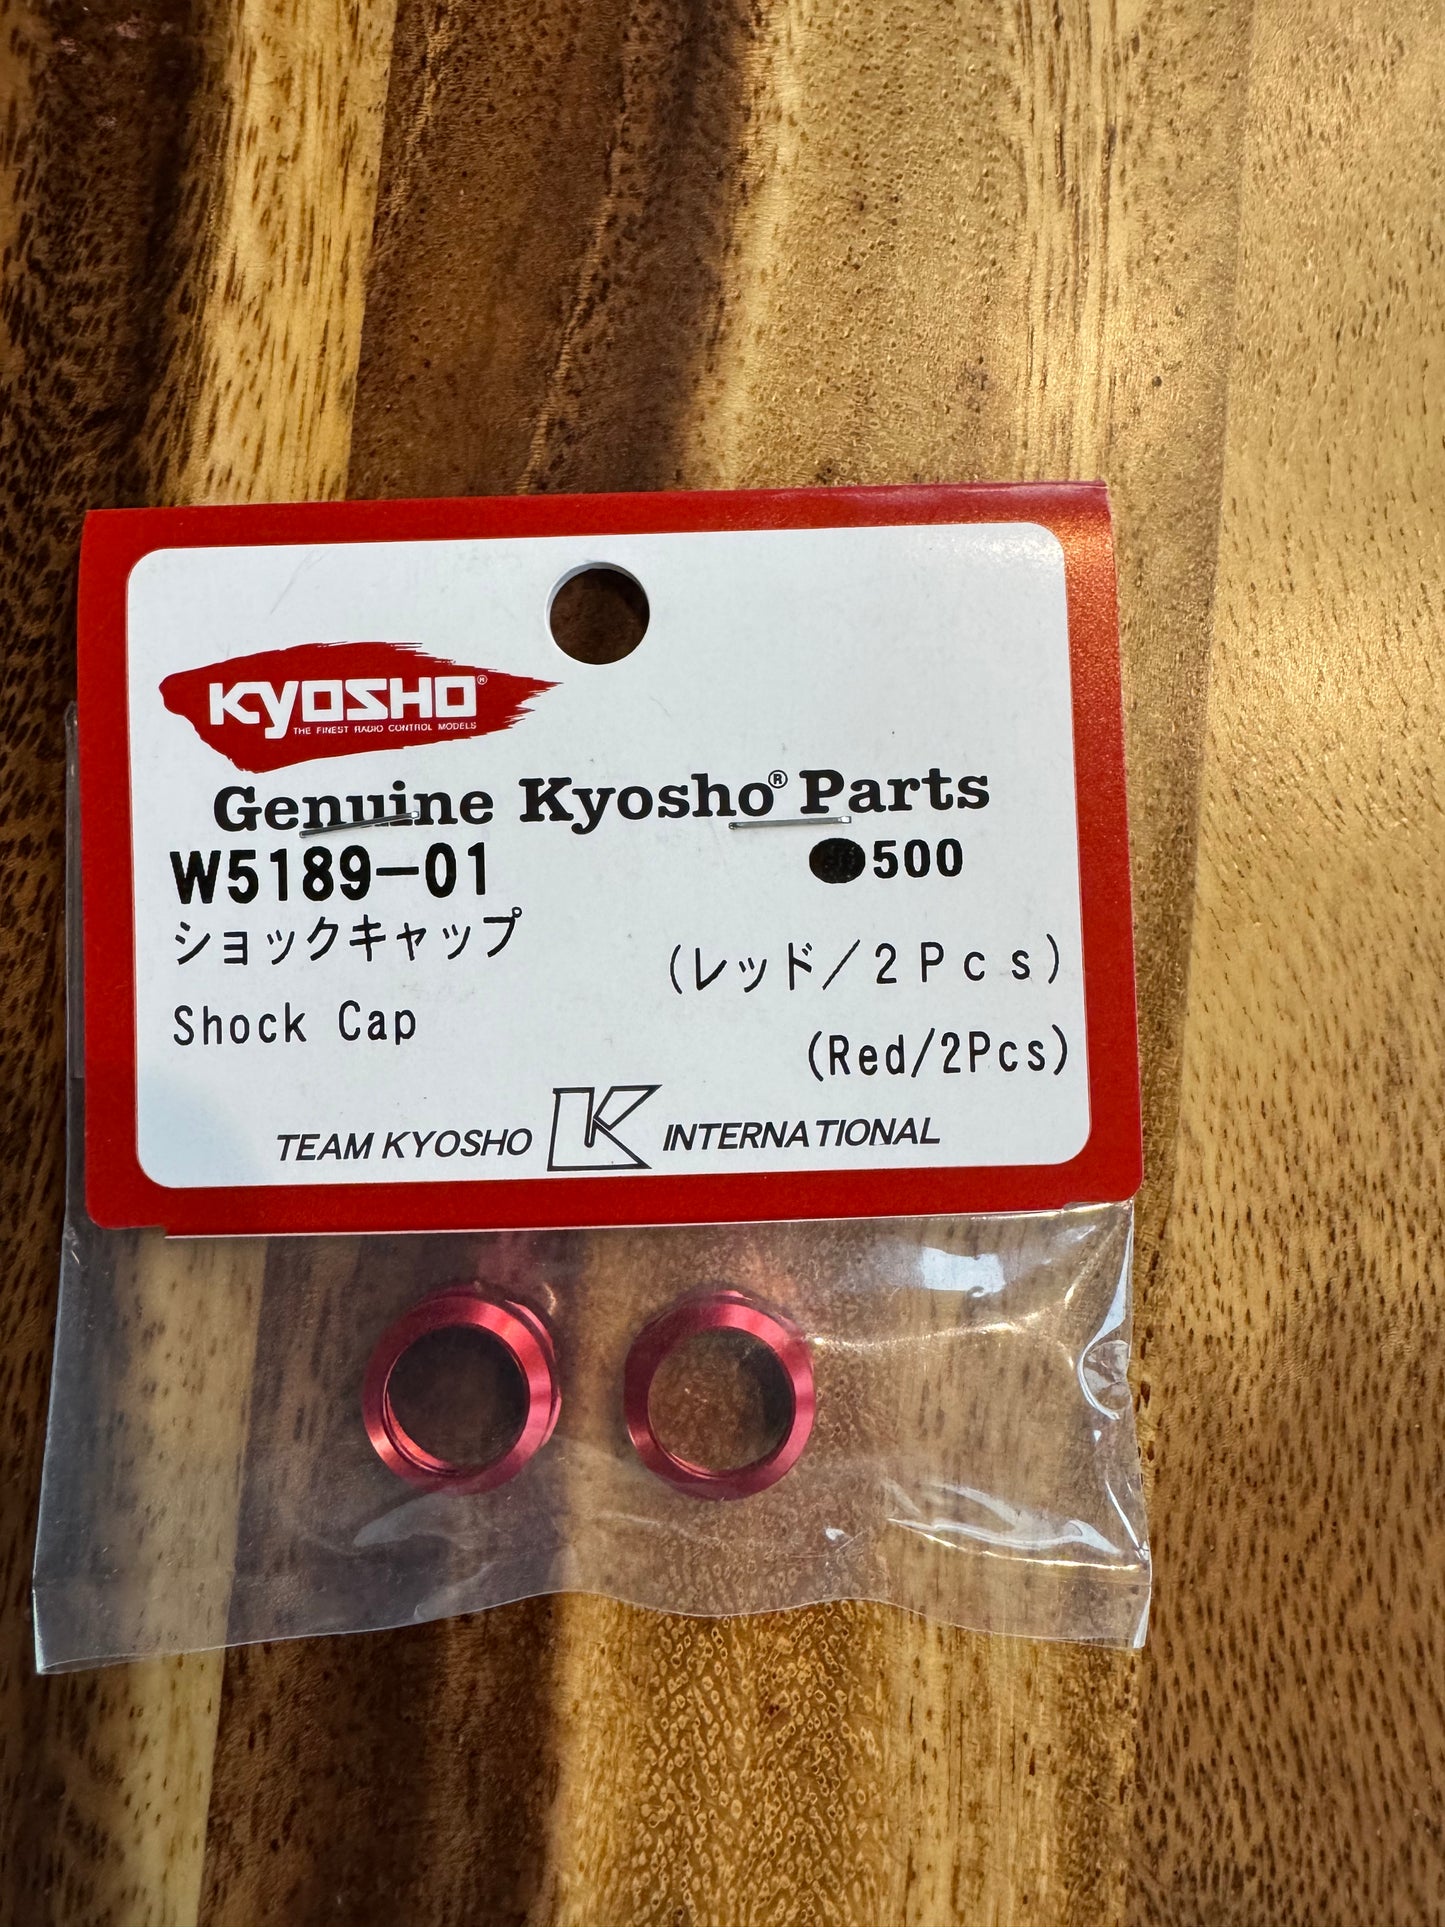 KYOSHO®
THE FINEST RADIO CONTROL MODELS
Genuine Kyosho® Parts
W5189-01 ●500
ショックキャップ (レッド/2Pcs)
Shock Cap (Red/2Pcs)
TEAM KYOSHO K INTERNATIONAL